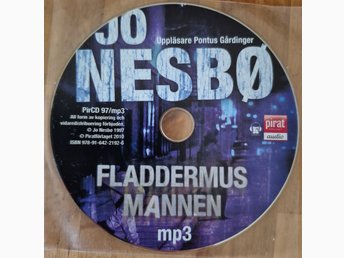 JO
Uppläsare Pontus Gårdinger
NESBØ
PirCD 97/mp3
All form av kopiering och
vidaredistribuering förbjuden.
© Jo Nesbø 1997
© Piratförlaget 2010
ISBN 978-91-642-2192-6
pirat
audio
FLADDERMUS
MANNEN
mp3